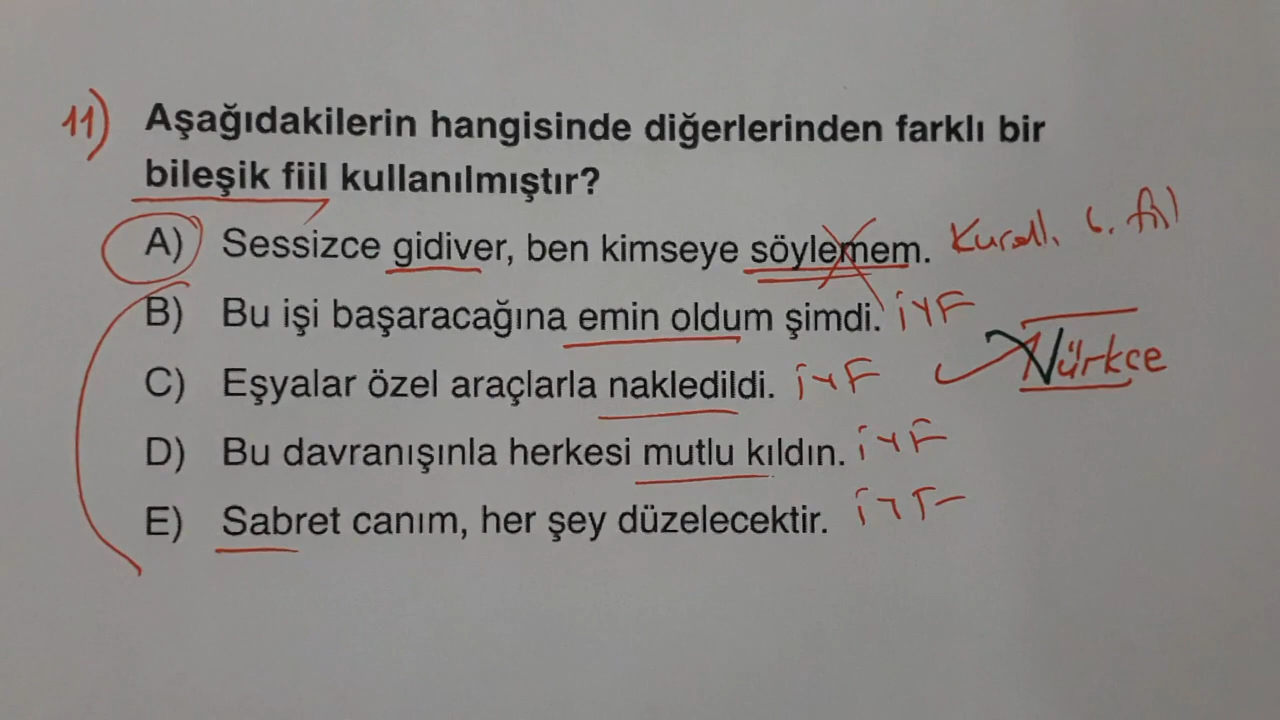 11) Aşağıdakilerin hangisinde diğerlerinden farklı bir
bileşik fiil kullanılmıştır?
A) Sessizce gidiver, ben kimseye söylemem. Kurallı b. fiil
B) Bu işi başaracağına emin oldum şimdi. İYF
Nürkce
C) Eşyalar özel araçlarla nakledildi. İYF
D) Bu davranışınla herkesi mutlu kıldın. İYF
E) Sabret canım, her şey düzelecektir. İYF